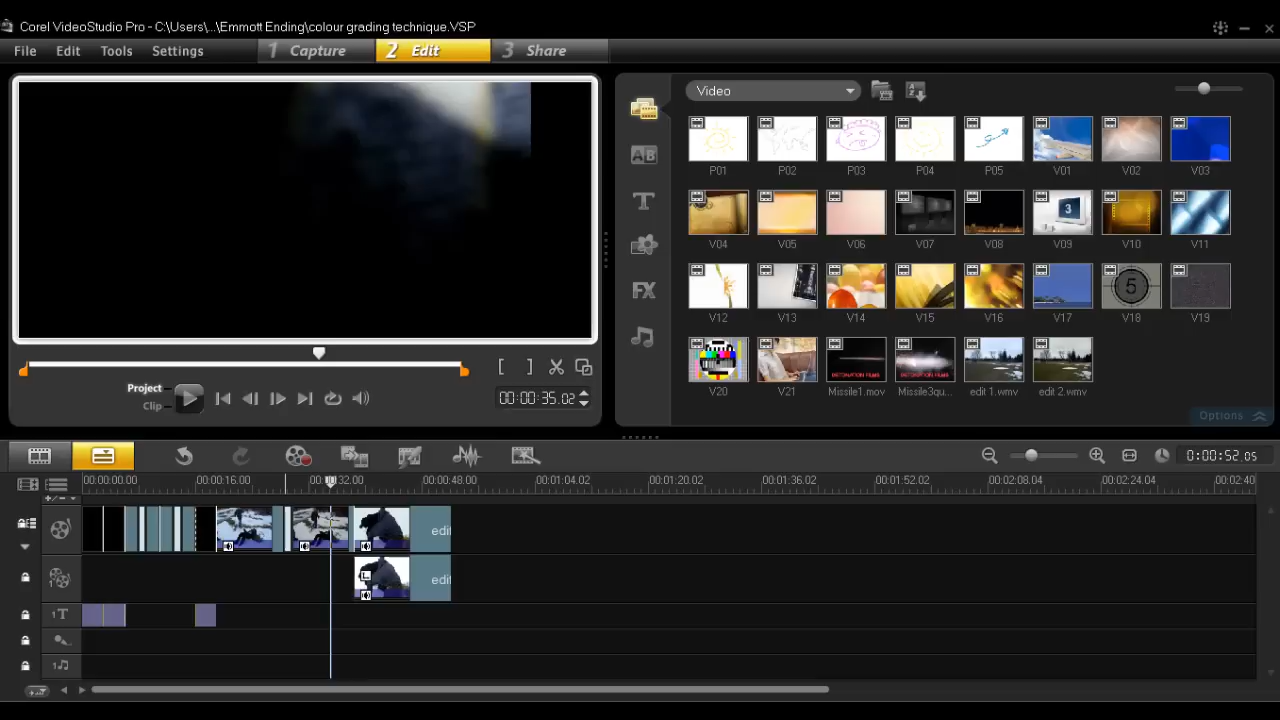 Corel VideoStudio Pro - C:\Users\...\Emmott Ending\colour grading technique.VSP
File Edit Tools Settings 1 Capture 2 Edit 3 Share
Video
P01 P02 P03 P04 P05 V01 V02 V03
V04 V05 V06 V07 V08 V09 V10 V11
V12 V13 V14 V15 V16 V17 V18 V19
V20 V21 Missile1.mov Missile3qu... edit 1.wmv edit 2.wmv
AB
T
FX
Options
Project
Clip
[ ]
00:00:35.02
0:00:52.05
00:00:00.00 00:00:16.00 00:00:32.00 00:00:48.00 00:01:04.02 00:01:20.02 00:01:36.02 00:01:52.02 00:02:08.04 00:02:24.04 00:02:40
edi
edi